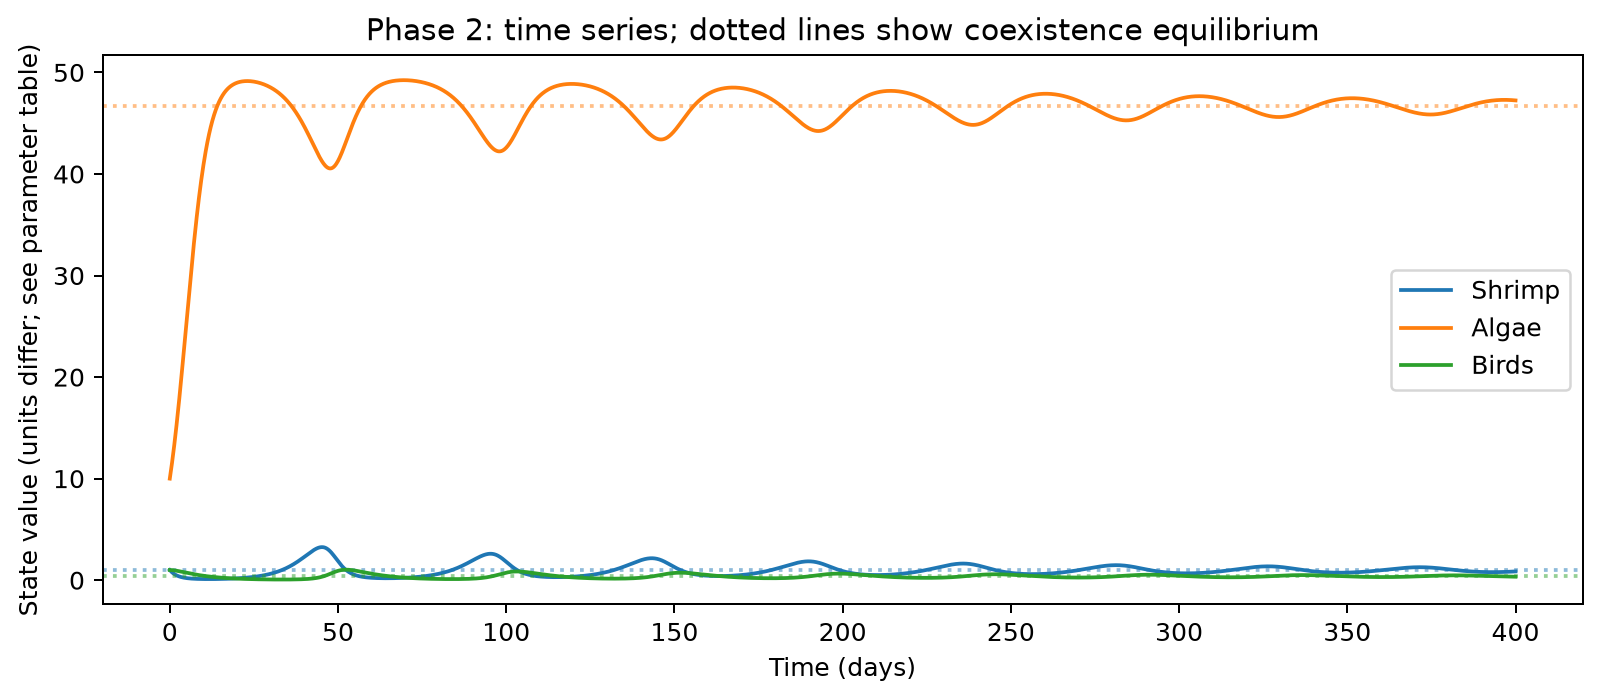 Phase 2: time series; dotted lines show coexistence equilibrium
State value (units differ; see parameter table)
50
40
30
20
10
0
Shrimp
Algae
Birds
0 50 100 150 200 250 300 350 400
Time (days)